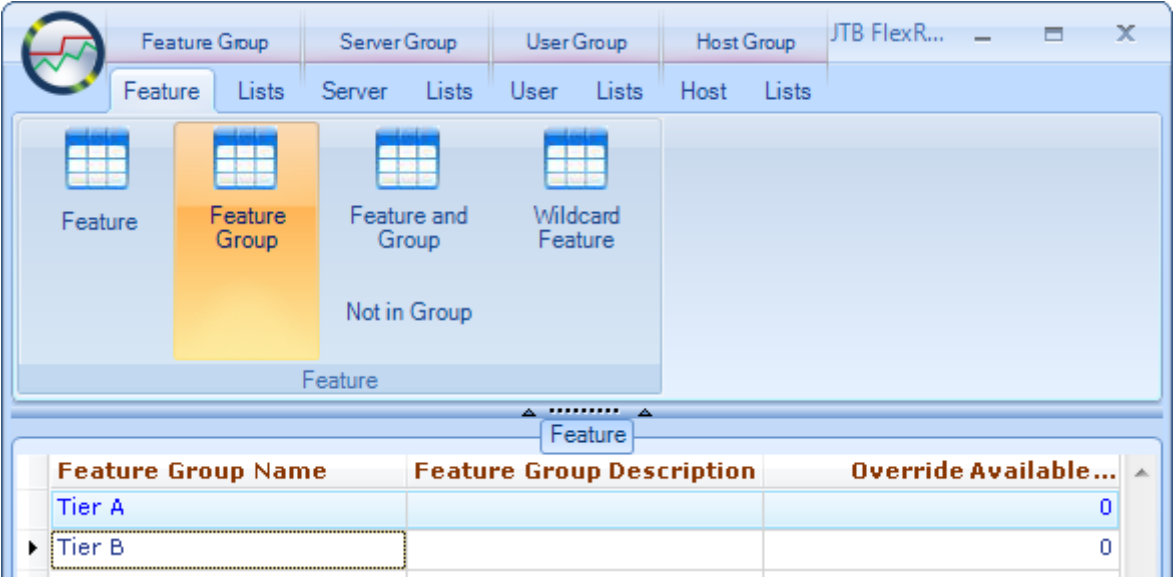 Feature Group Server Group User Group Host Group JTB FlexR...
Feature Lists Server Lists User Lists Host Lists
Feature
Feature
Group
Feature and
Group
Wildcard
Feature
Not in Group
Feature
Feature
Feature Group Name Feature Group Description Override Available...
Tier A 0
Tier B 0